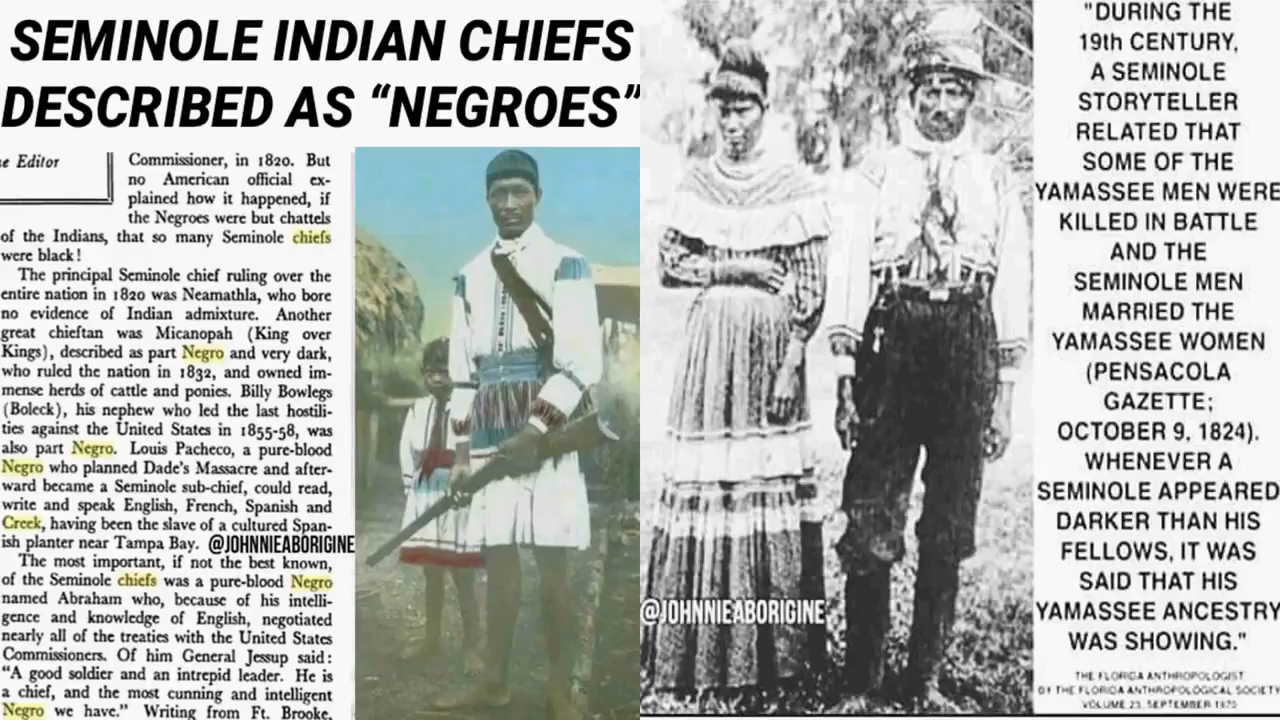 SEMINOLE INDIAN CHIEFS
DESCRIBED AS “NEGROES”
e Editor
Commissioner, in 1820. But
no American official ex-
plained how it happened, if
the Negroes were but chattels
of the Indians, that so many Seminole chiefs
were black!
The principal Seminole chief ruling over the
entire nation in 1820 was Neamathla, who bore
no evidence of Indian admixture. Another
great chieftan was Micanopah (King over
Kings), described as part Negro and very dark,
who ruled the nation in 1832, and owned im-
mense herds of cattle and ponies. Billy Bowlegs
(Boleck), his nephew who led the last hostili-
ties against the United States in 1855-58, was
also part Negro. Louis Pacheco, a pure-blood
Negro who planned Dade's Massacre and after-
ward became a Seminole sub-chief, could read,
write and speak English, French, Spanish and
Creek, having been the slave of a cultured Span-
ish planter near Tampa Bay. @JOHNNIEABORIGINE
The most important, if not the best known,
of the Seminole chiefs was a pure-blood Negro
named Abraham who, because of his intelli-
gence and knowledge of English, negotiated
nearly all of the treaties with the United States
Commissioners. Of him General Jessup said:
“A good soldier and an intrepid leader. He is
a chief, and the most cunning and intelligent
Negro we have.” Writing from Ft. Brooke,
@JOHNNIEABORIGINE
"DURING THE
19th CENTURY,
A SEMINOLE
STORYTELLER
RELATED THAT
SOME OF THE
YAMASSEE MEN WERE
KILLED IN BATTLE
AND THE
SEMINOLE MEN
MARRIED THE
YAMASSEE WOMEN
(PENSACOLA
GAZETTE;
OCTOBER 9, 1824).
WHENEVER A
SEMINOLE APPEARED
DARKER THAN HIS
FELLOWS, IT WAS
SAID THAT HIS
YAMASSEE ANCESTRY
WAS SHOWING."
THE FLORIDA ANTHROPOLOGIST
OF THE FLORIDA ANTHROPOLOGICAL SOCIETY
VOLUME 23, SEPTEMBER 1970